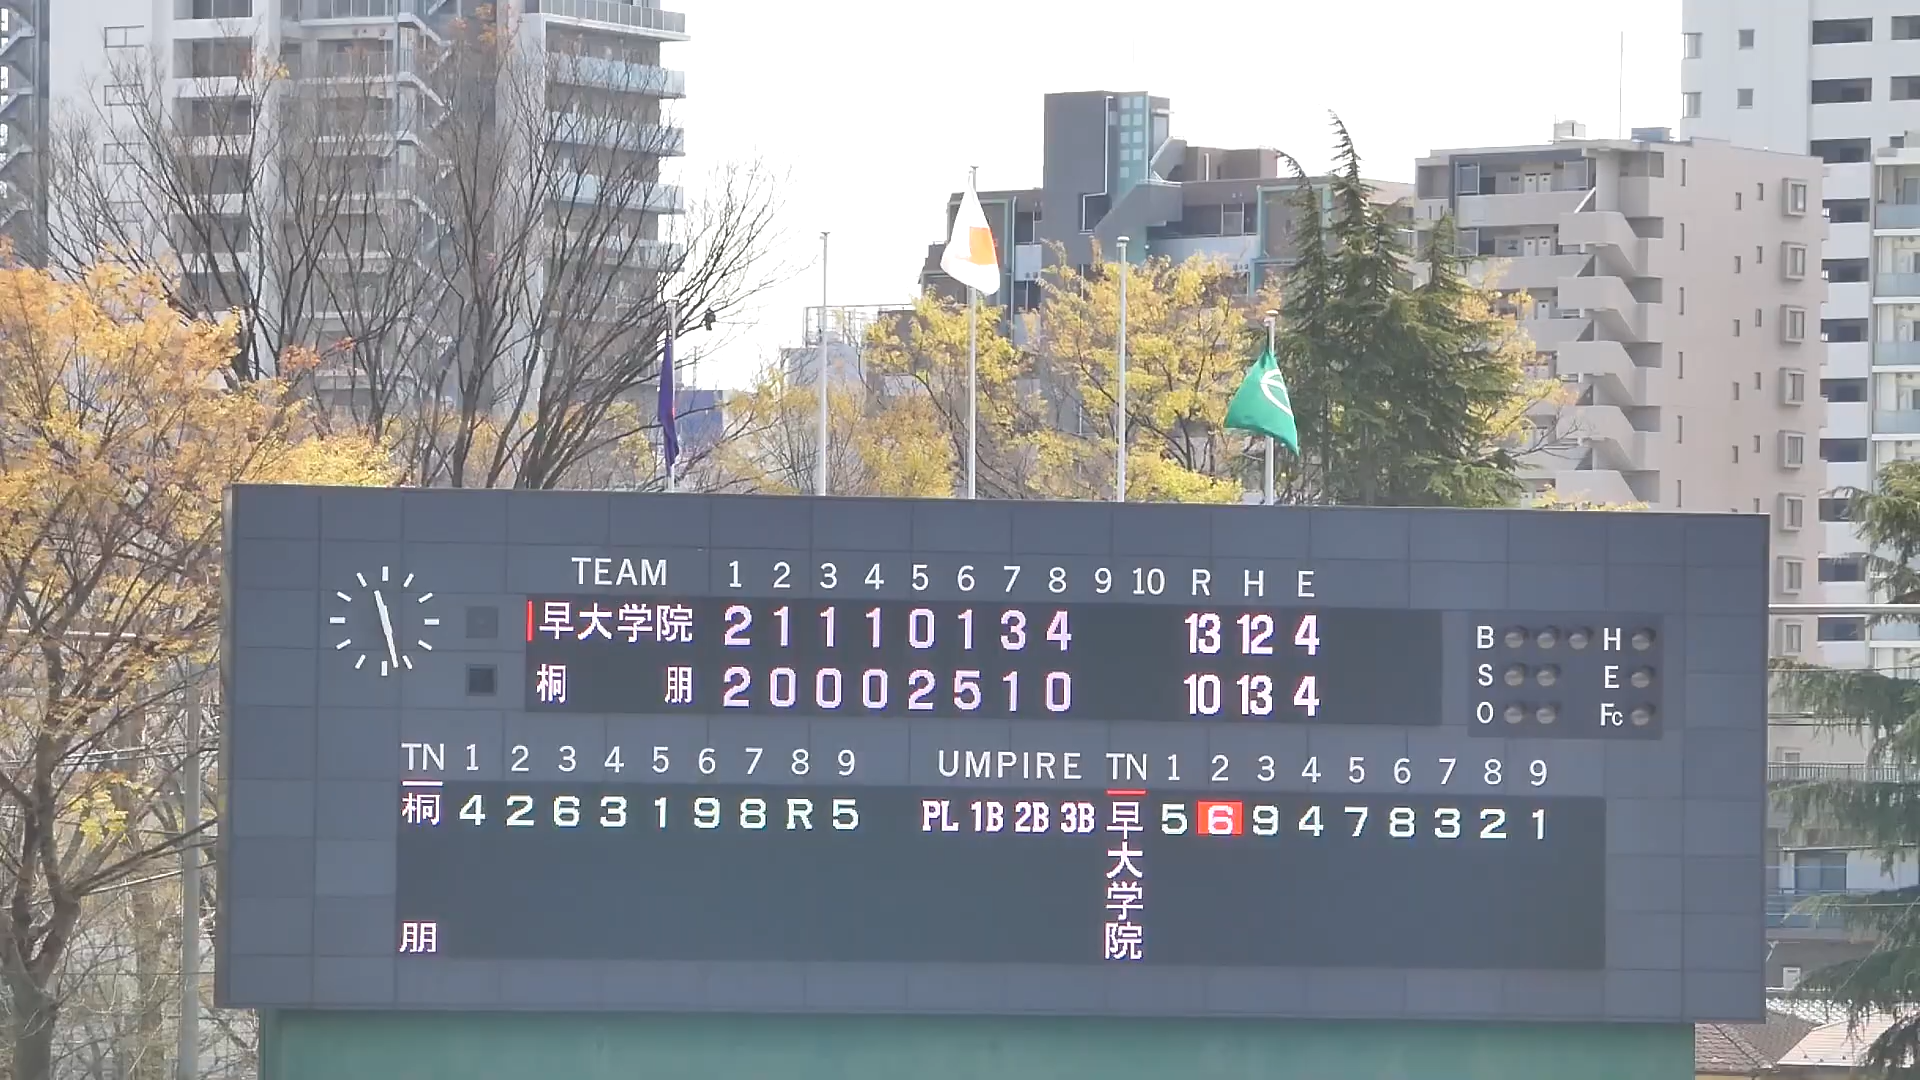 TEAM 1 2 3 4 5 6 7 8 9 10 R H E
早大学院 2 1 1 1 0 1 3 4 13 12 4
桐朋 2 0 0 0 2 5 1 0 10 13 4
B H
S E
O Fc
TN 1 2 3 4 5 6 7 8 9 UMPIRE TN 1 2 3 4 5 6 7 8 9
桐朋 4 2 6 3 1 9 8 R 5 PL 1B 2B 3B 早大学院 5 6 9 4 7 8 3 2 1